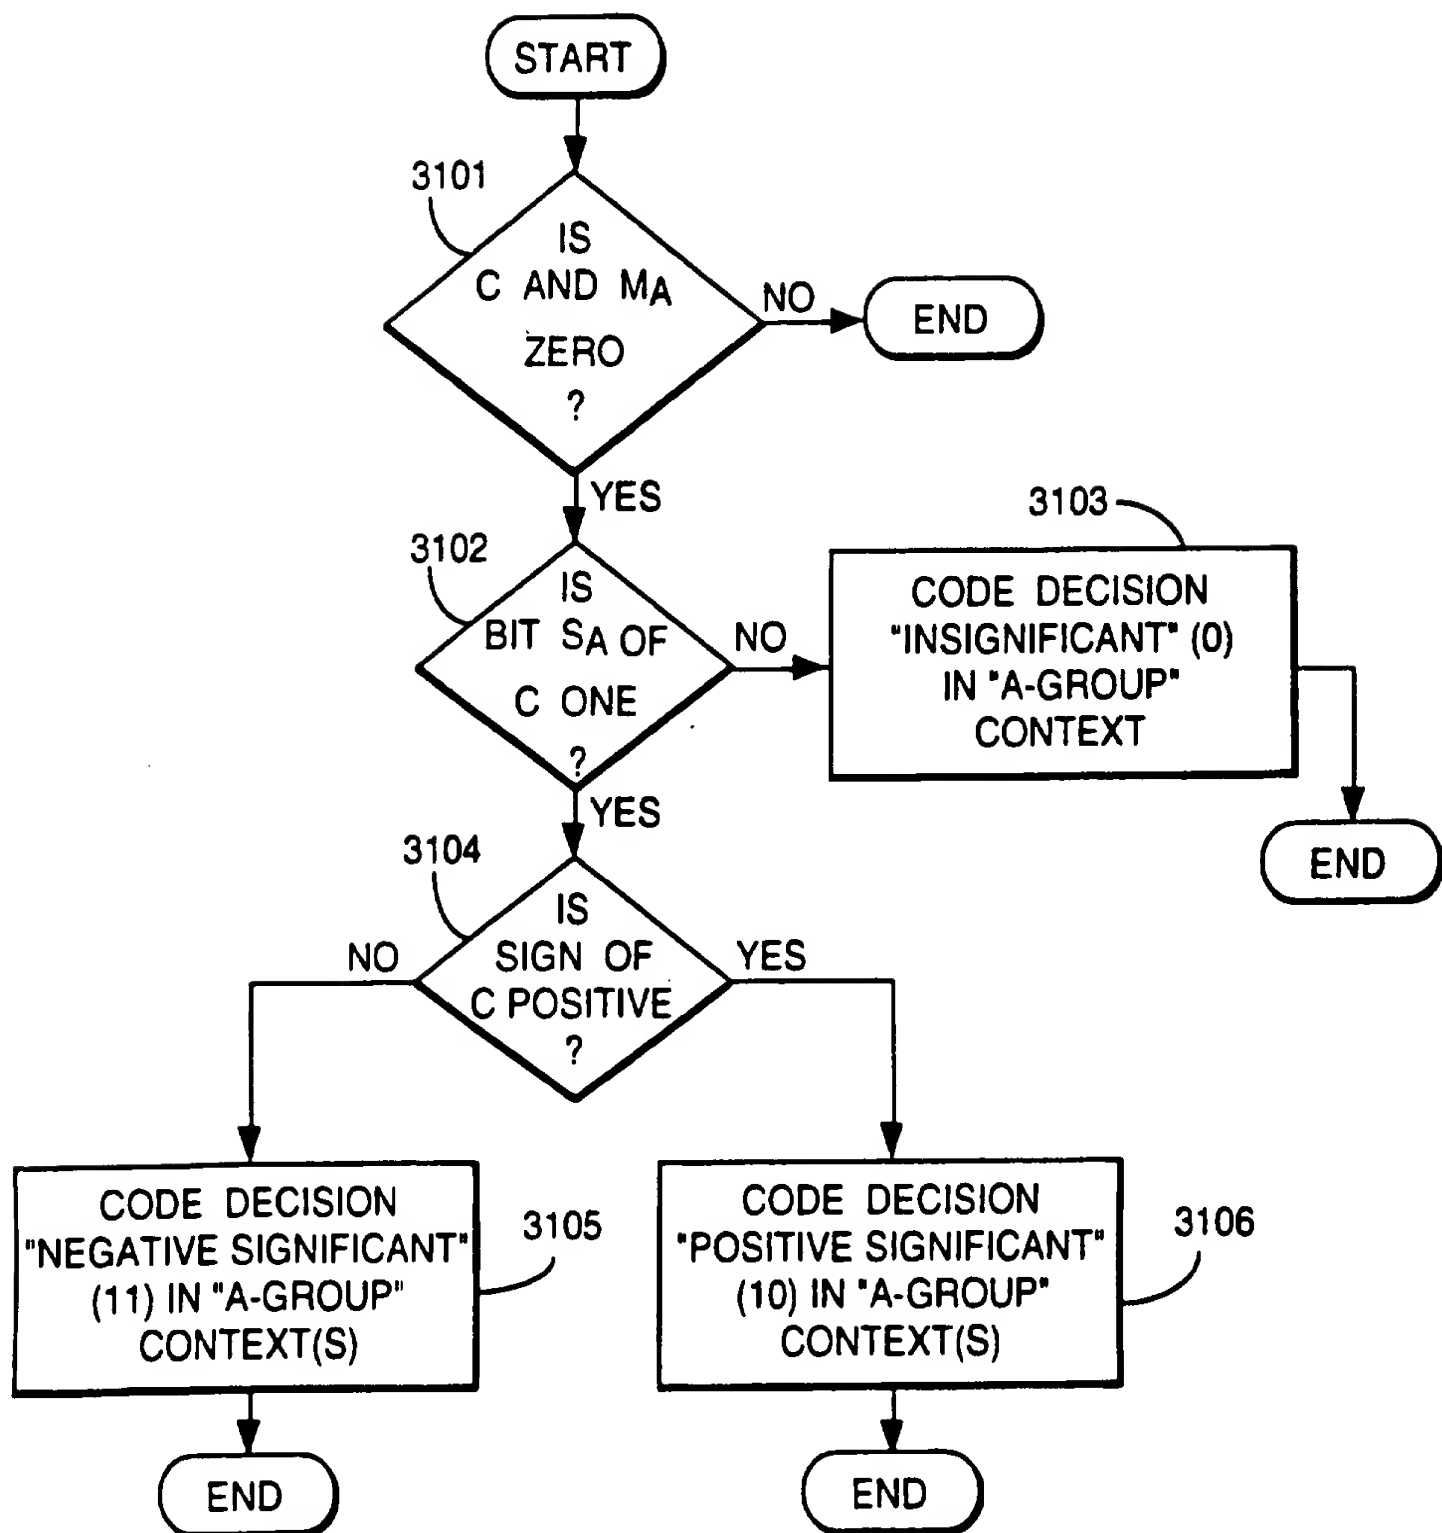 START
3101
IS
C AND MA
ZERO
?
NO
END
YES
3102
IS
BIT SA OF
C ONE
?
NO
3103
CODE DECISION
"INSIGNIFICANT" (0)
IN "A-GROUP"
CONTEXT
END
YES
3104
IS
SIGN OF
C POSITIVE
?
NO
YES
CODE DECISION
"NEGATIVE SIGNIFICANT"
(11) IN "A-GROUP"
CONTEXT(S)
3105
END
CODE DECISION
"POSITIVE SIGNIFICANT"
(10) IN "A-GROUP"
CONTEXT(S)
3106
END